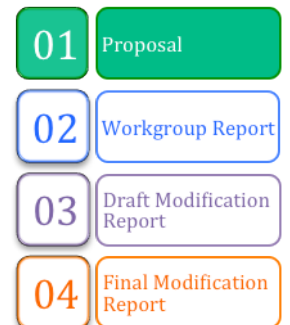 01 Proposal
02 Workgroup Report
03 Draft Modification
Report
04 Final Modification
Report